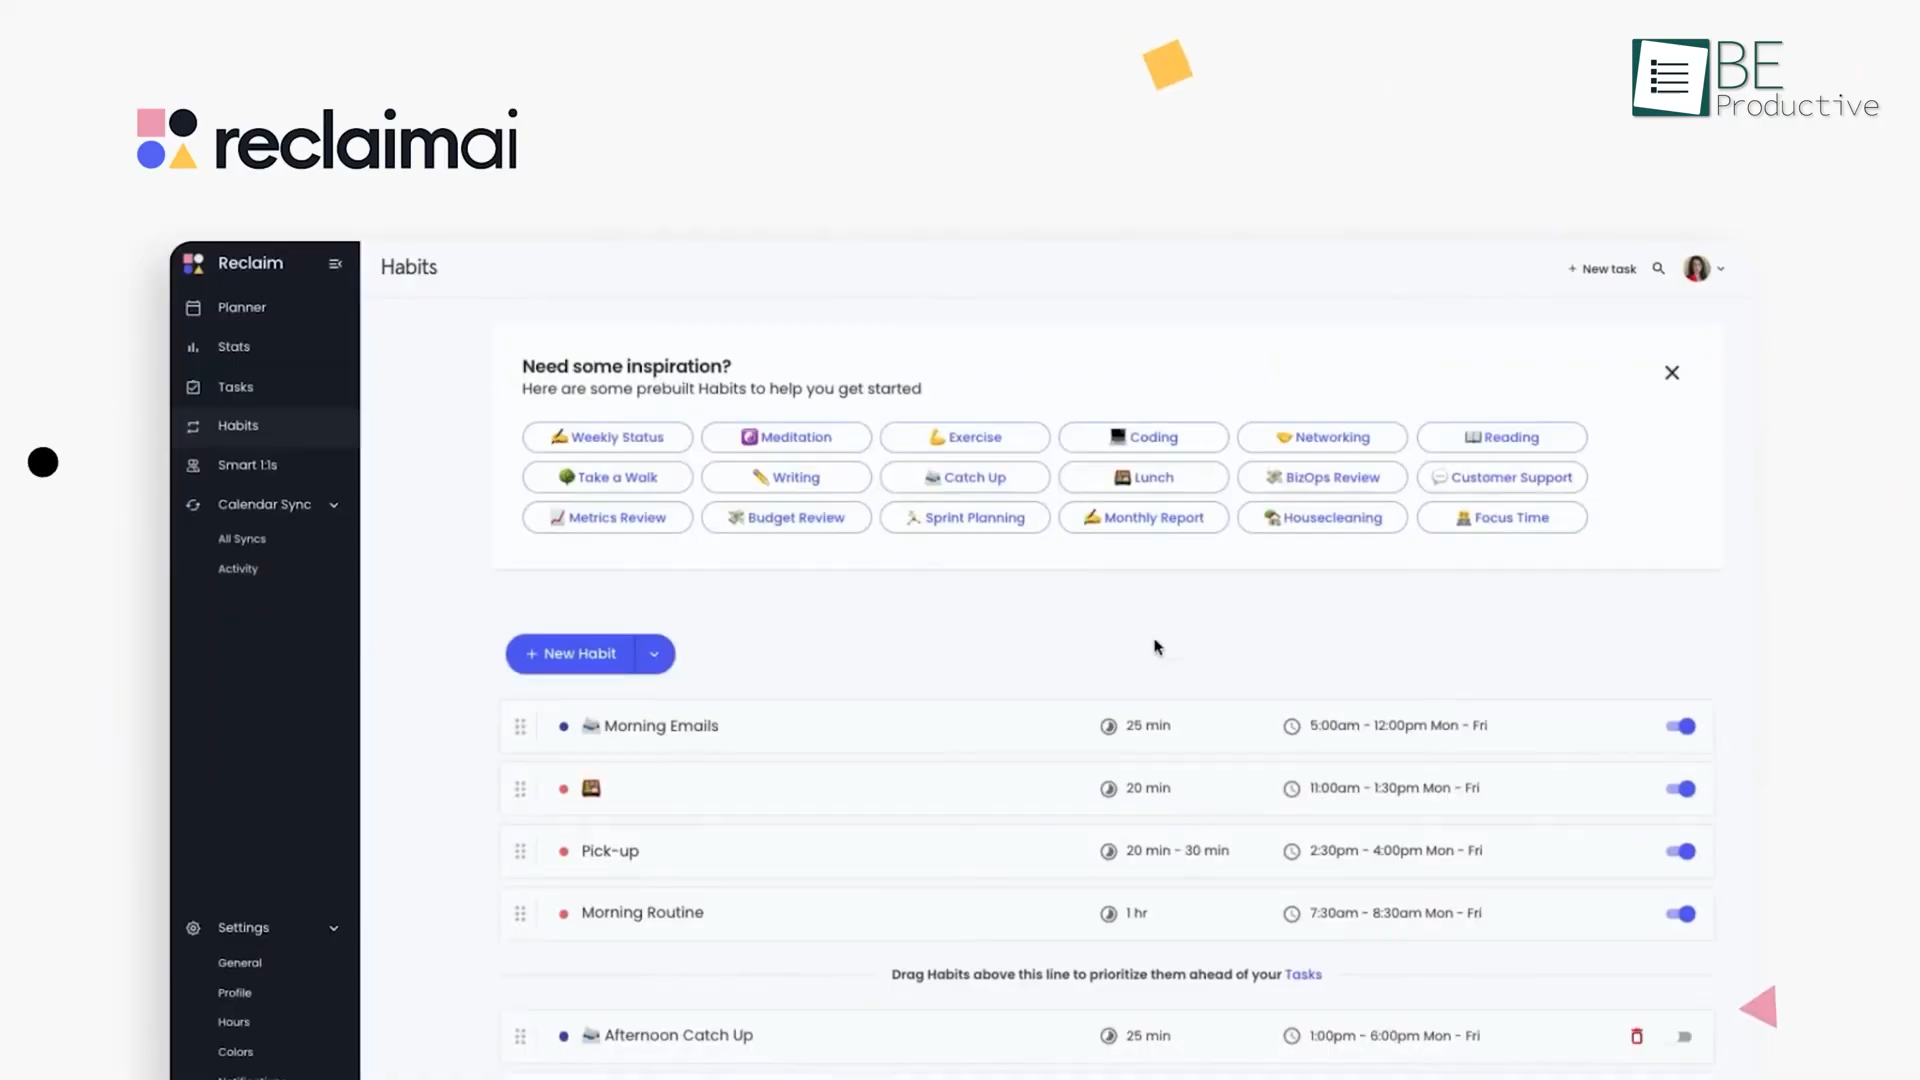 BE
Productive
reclaimai
Reclaim
Habits
+ New task
Planner
Stats
Tasks
Habits
Smart 1:1s
Calendar Sync
All Syncs
Activity
Need some inspiration?
Here are some prebuilt Habits to help you get started
Weekly Status Meditation Exercise Coding Networking Reading
Take a Walk Writing Catch Up Lunch BizOps Review Customer Support
Metrics Review Budget Review Sprint Planning Monthly Report Housecleaning Focus Time
+ New Habit
Morning Emails 25 min 5:00am - 12:00pm Mon - Fri
20 min 11:00am - 1:30pm Mon - Fri
Pick-up 20 min - 30 min 2:30pm - 4:00pm Mon - Fri
Morning Routine 1 hr 7:30am - 8:30am Mon - Fri
Drag Habits above this line to prioritize them ahead of your Tasks
Afternoon Catch Up 25 min 1:00pm - 6:00pm Mon - Fri
Settings
General
Profile
Hours
Colors